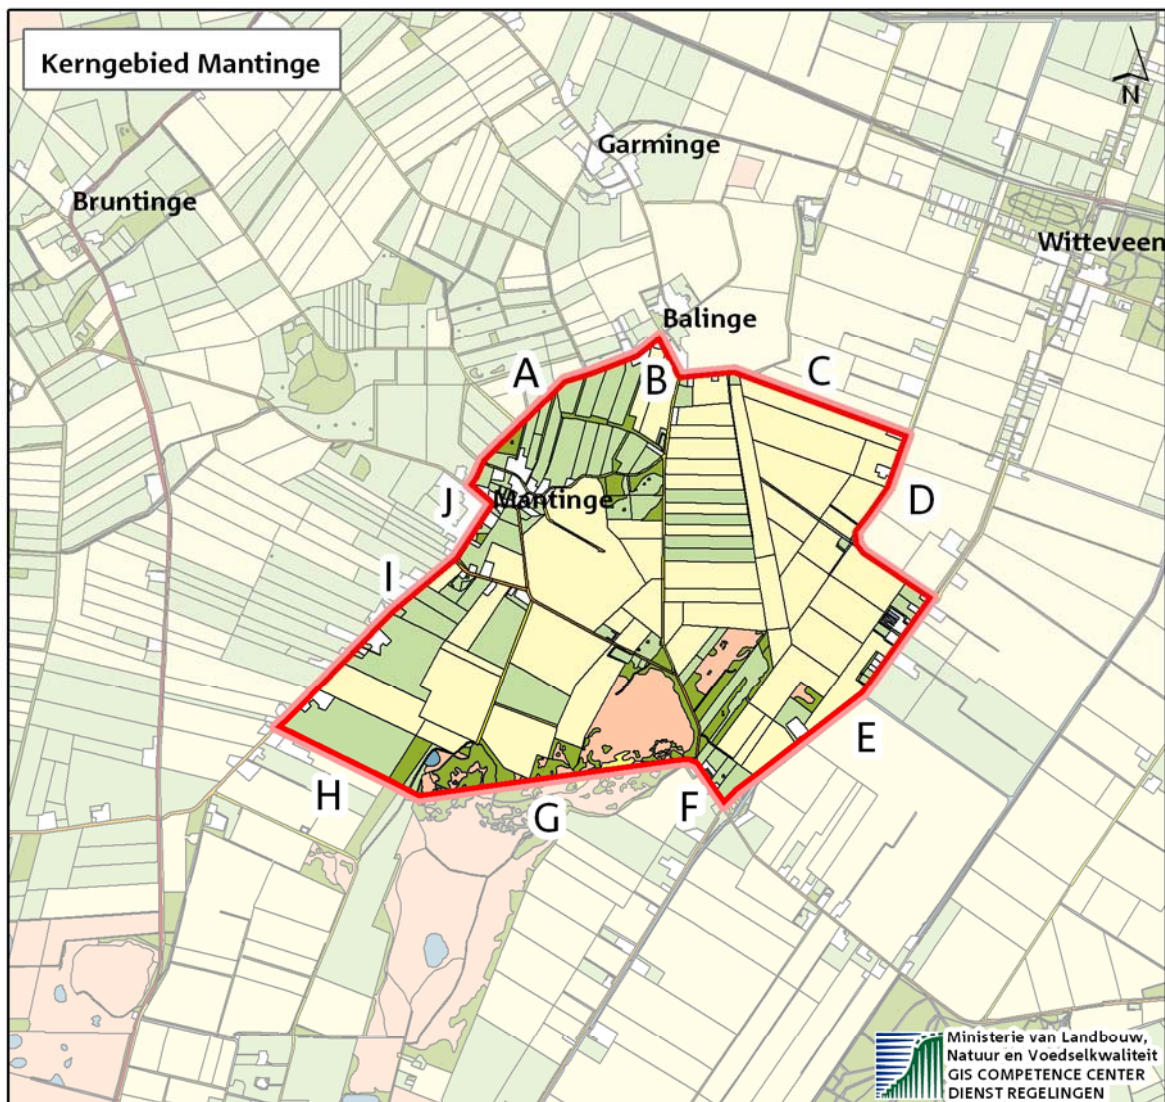 Kerngebied Mantinge
N
Garminge
Bruntinge
Witteveen
Balinge
A
B
C
J
Mantinge
D
I
E
H
G
F
Ministerie van Landbouw,
Natuur en Voedselkwaliteit
GIS COMPETENCE CENTER
DIENST REGELINGEN